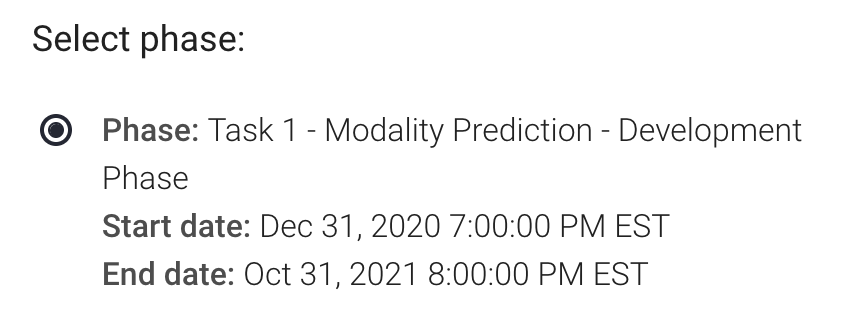 Select phase:
Phase: Task 1 - Modality Prediction - Development
Phase
Start date: Dec 31, 2020 7:00:00 PM EST
End date: Oct 31, 2021 8:00:00 PM EST